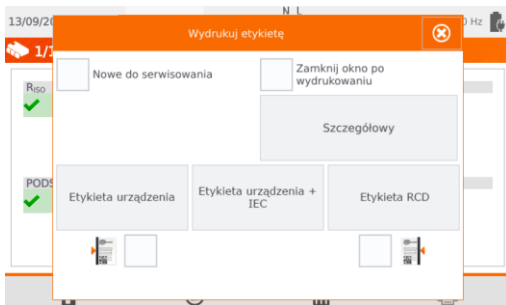 N L
13/09/20
0 Hz
Wydrukuj etykietę
1/1
Nowe do serwisowania
Zamknij okno po
wydrukowaniu
RISO
Szczegółowy
PODS
Etykieta urządzenia
Etykieta urządzenia +
IEC
Etykieta RCD